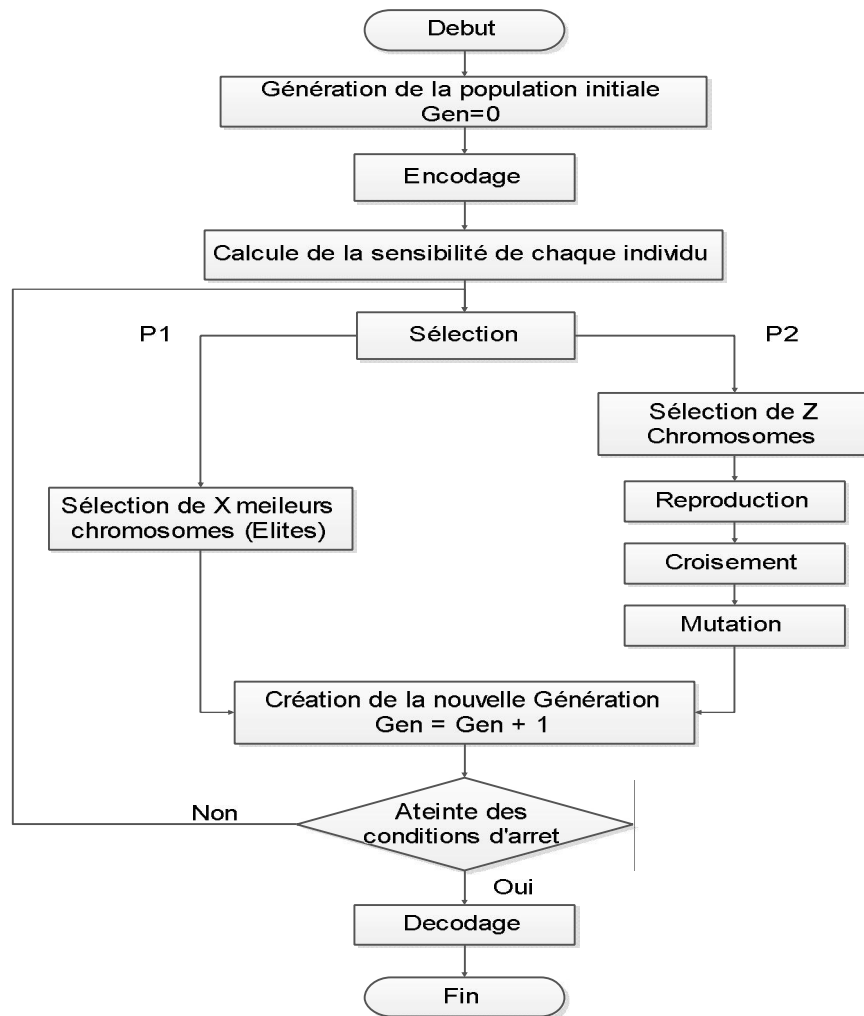 Debut
Génération de la population initiale
Gen=0
Encodage
Calcule de la sensibilité de chaque individu
Sélection
P1
P2
Sélection de Z
Chromosomes
Sélection de X meileurs
chromosomes (Elites)
Reproduction
Croisement
Mutation
Création de la nouvelle Génération
Gen = Gen + 1
Non
Ateinte des
conditions d'arret
Oui
Decodage
Fin